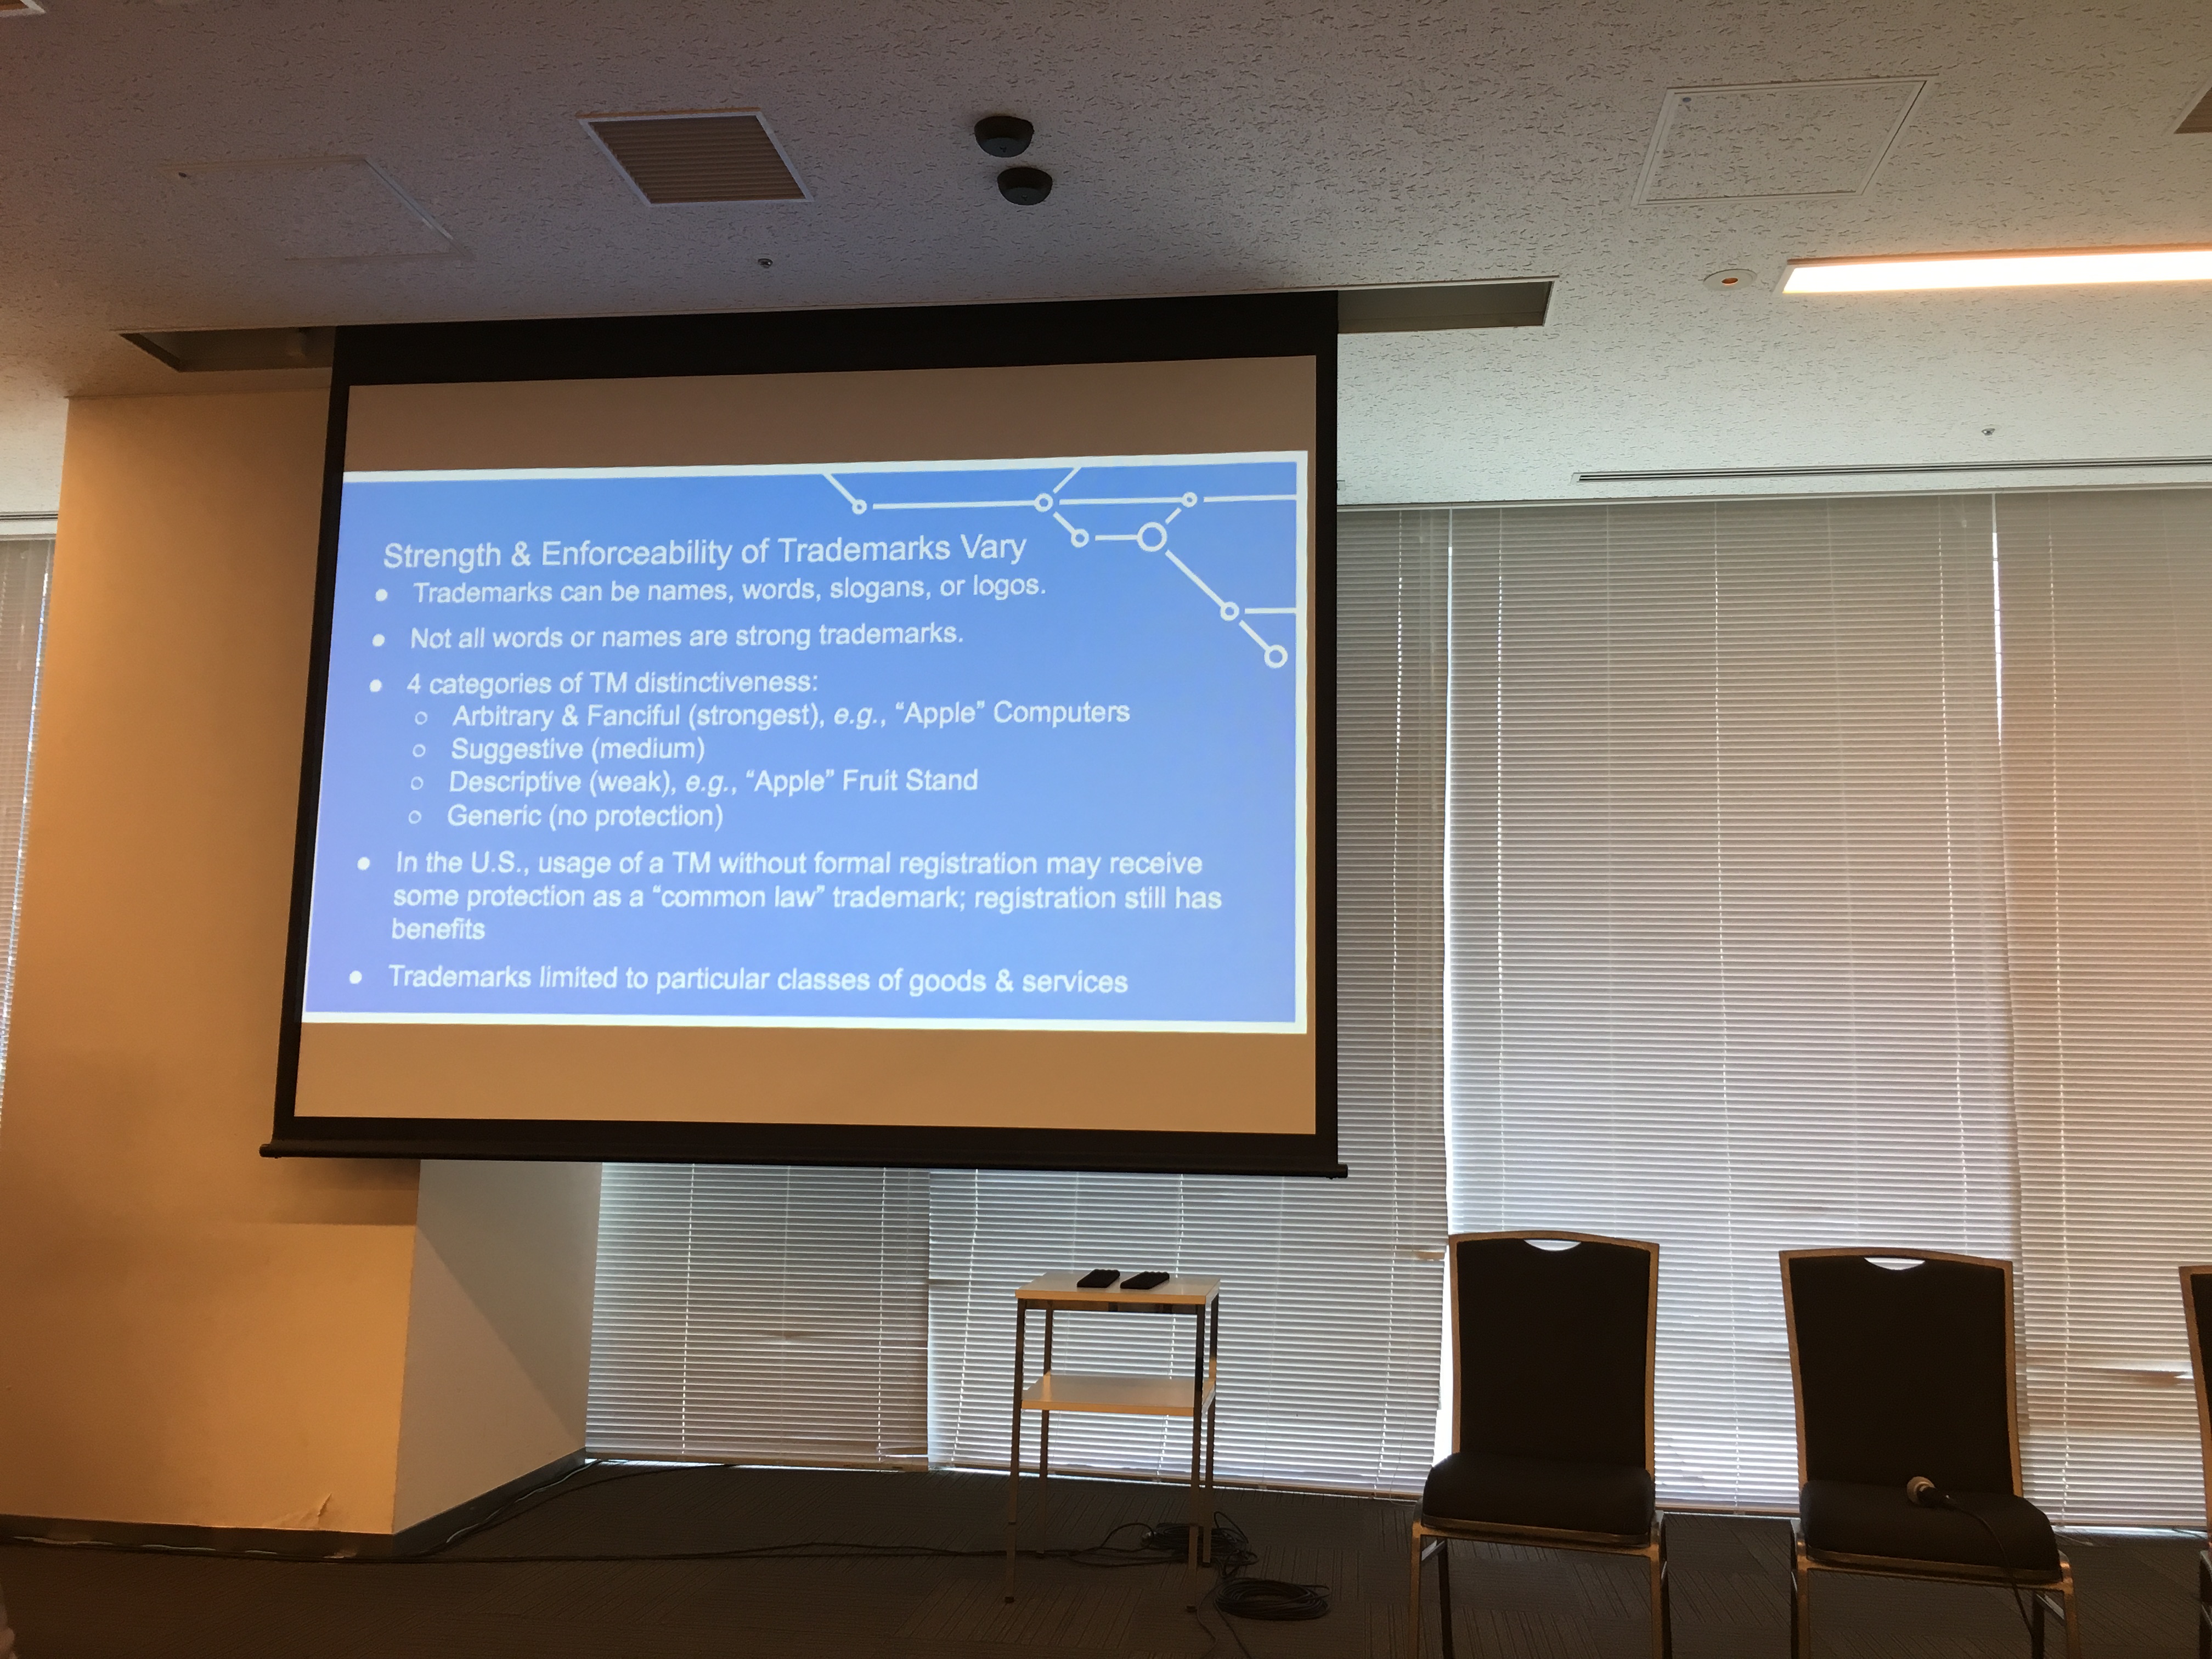 Strength & Enforceability of Trademarks Vary
● Trademarks can be names, words, slogans, or logos.
● Not all words or names are strong trademarks.
● 4 categories of TM distinctiveness:
○ Arbitrary & Fanciful (strongest), e.g., “Apple” Computers
○ Suggestive (medium)
○ Descriptive (weak), e.g., “Apple” Fruit Stand
○ Generic (no protection)
● In the U.S., usage of a TM without formal registration may receive
some protection as a “common law” trademark; registration still has
benefits
● Trademarks limited to particular classes of goods & services